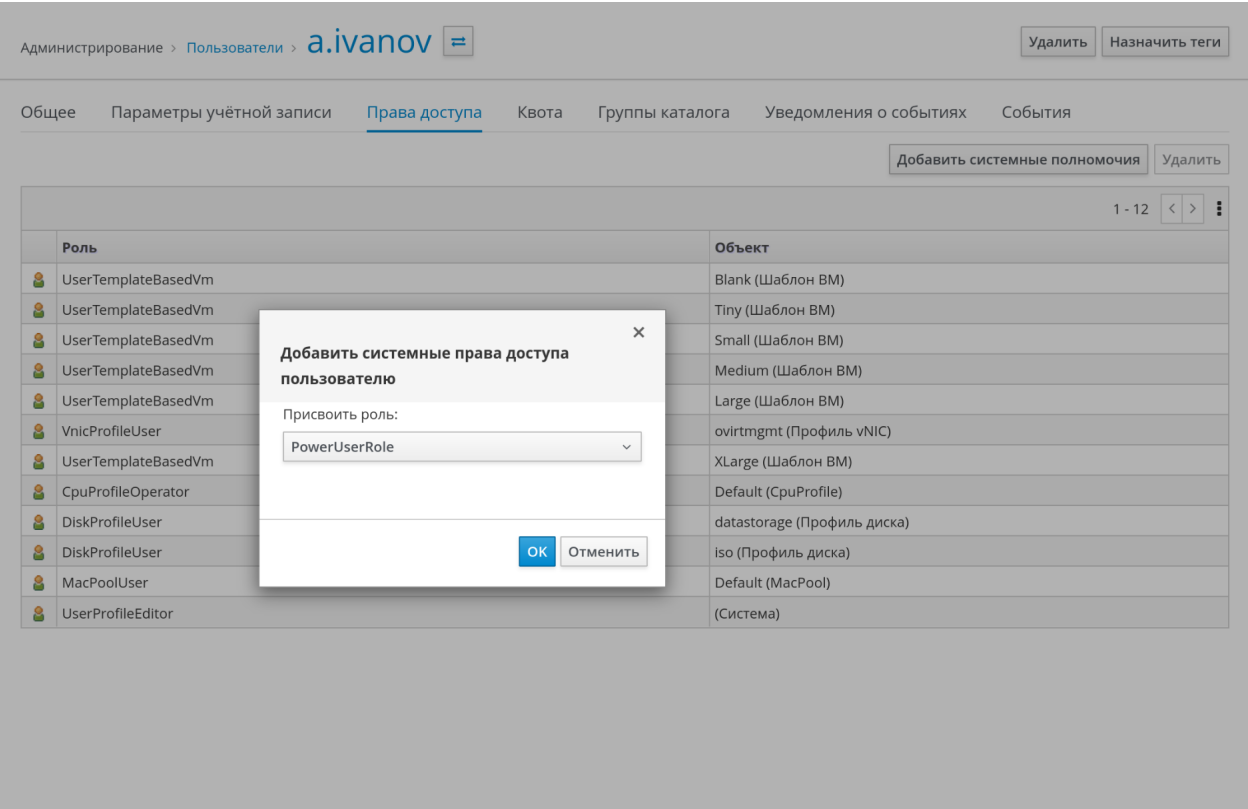 Администрирование > Пользователи > a.ivanov
Удалить Назначить теги
Общее Параметры учётной записи Права доступа Квота Группы каталога Уведомления о событиях События
Добавить системные полномочия Удалить
1 - 12
Роль Объект
UserTemplateBasedVm Blank (Шаблон ВМ)
UserTemplateBasedVm Tiny (Шаблон ВМ)
UserTemplateBasedVm Small (Шаблон ВМ)
UserTemplateBasedVm Medium (Шаблон ВМ)
UserTemplateBasedVm Large (Шаблон ВМ)
VnicProfileUser ovirtmgmt (Профиль vNIC)
UserTemplateBasedVm XLarge (Шаблон ВМ)
CpuProfileOperator Default (CpuProfile)
DiskProfileUser datastorage (Профиль диска)
DiskProfileUser iso (Профиль диска)
MacPoolUser Default (MacPool)
UserProfileEditor (Система)
Добавить системные права доступа
пользователю
Присвоить роль:
PowerUserRole
OK Отменить